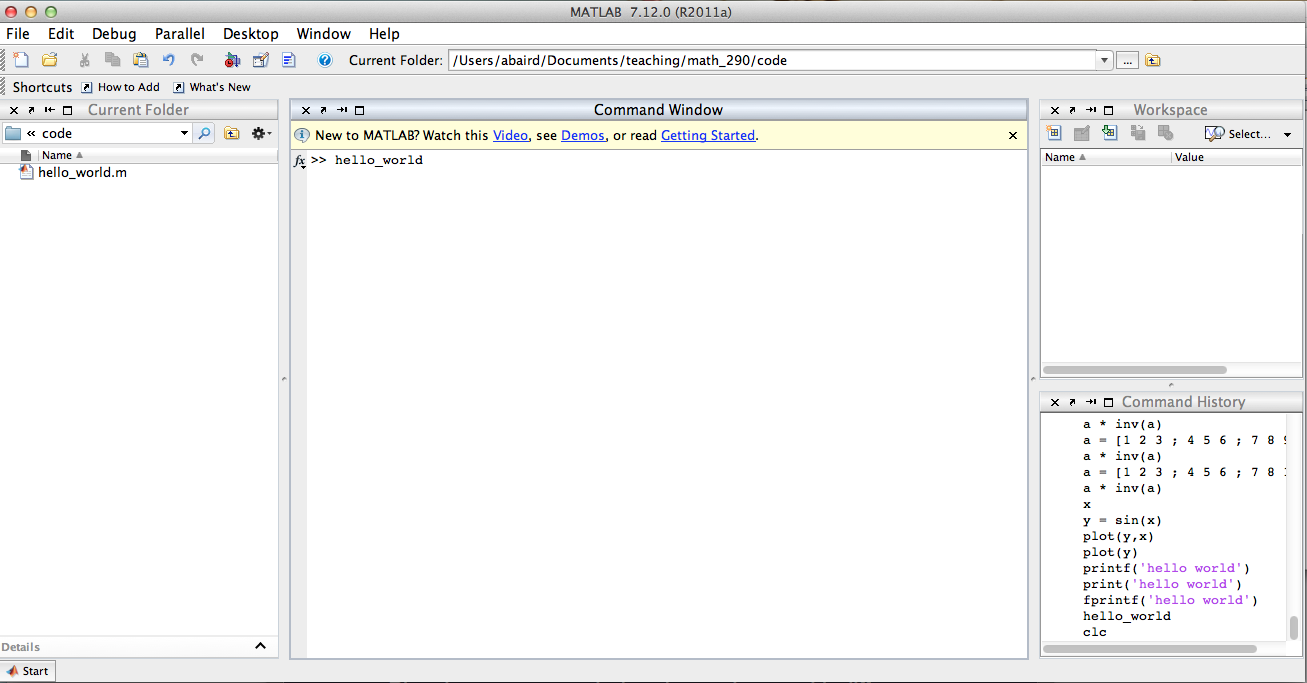 MATLAB 7.12.0 (R2011a)
File Edit Debug Parallel Desktop Window Help
Current Folder: /Users/abaird/Documents/teaching/math_290/code ...
Shortcuts How to Add What's New
Current Folder
« code
Name
hello_world.m
Details
Start
Command Window
New to MATLAB? Watch this Video, see Demos, or read Getting Started.
fx >> hello_world
Workspace
Select...
Name Value
Command History
a * inv(a)
a = [1 2 3 ; 4 5 6 ; 7 8
a * inv(a)
a = [1 2 3 ; 4 5 6 ; 7 8
a * inv(a)
x
y = sin(x)
plot(y,x)
plot(y)
printf('hello world')
print('hello world')
fprintf('hello world')
hello_world
clc